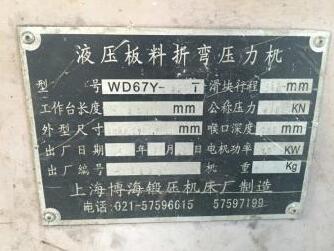 液压板料折弯压力机
型 号 WD67Y- T 滑块行程 mm
工作台长度 mm 公称压力 KN
外型尺寸 mm 喉口深度 mm
出厂日期 年 月 日 电机功率 KW
出厂编号 机 重 Kg
上海博海锻压机床厂制造
电话:021-57596615 57597199